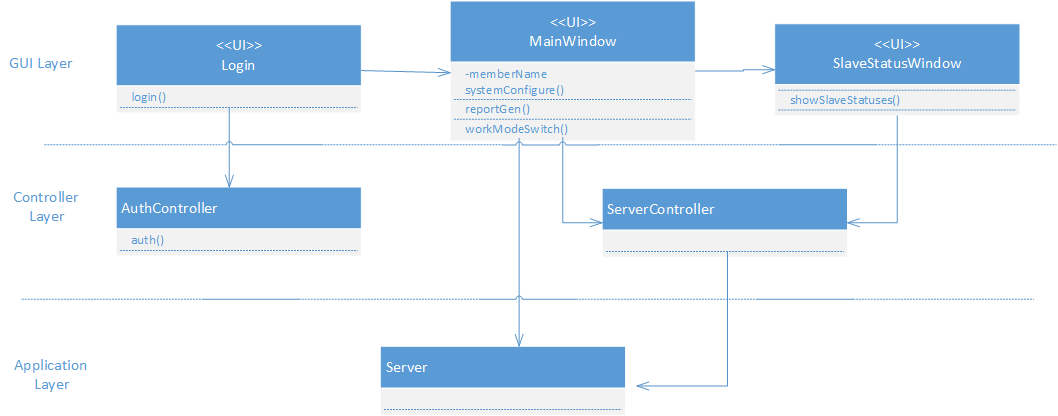 GUI Layer
<<UI>>
Login
login()
<<UI>>
MainWindow
-memberName
systemConfigure()
reportGen()
workModeSwitch()
<<UI>>
SlaveStatusWindow
showSlaveStatuses()
Controller
Layer
AuthController
auth()
ServerController
Application
Layer
Server